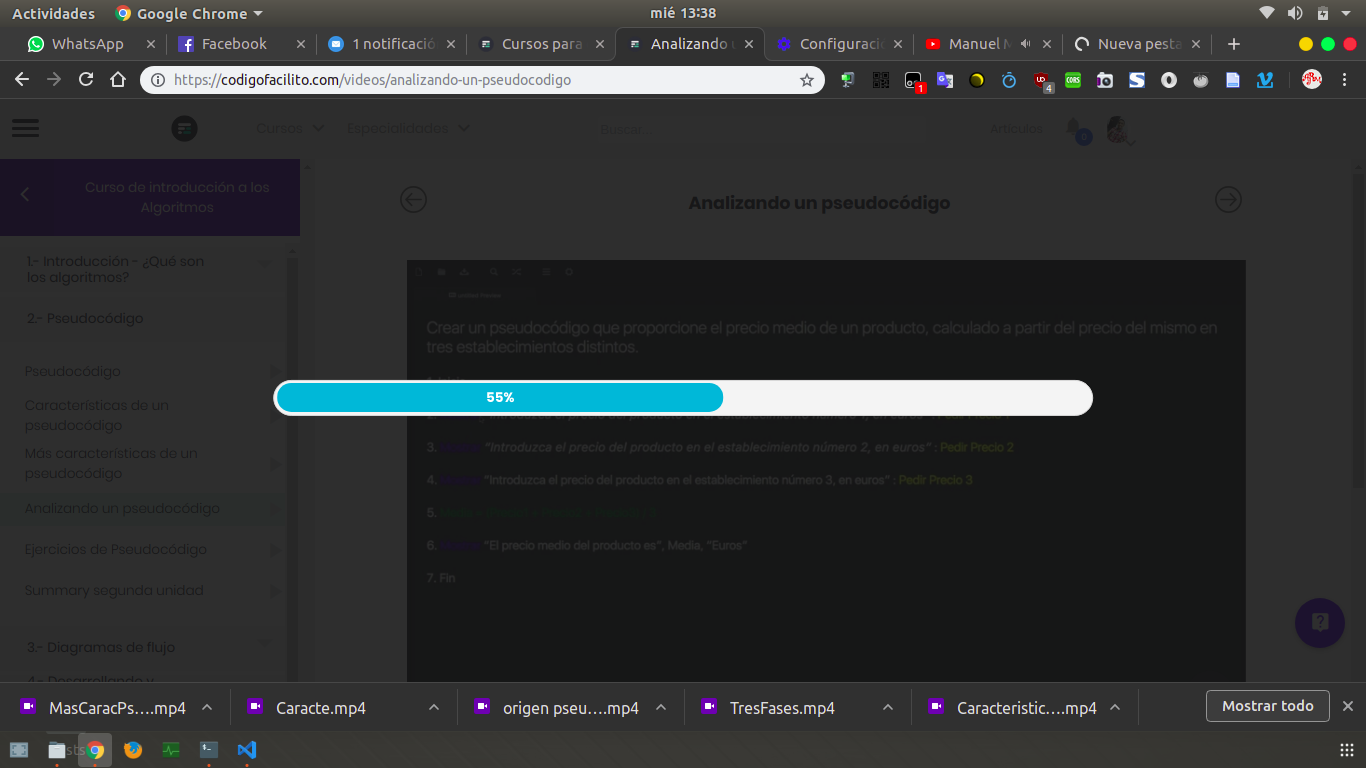 Actividades
Google Chrome
mié 13:38
WhatsApp
Facebook
1 notificació
Cursos para
Analizando u
Configuraci
Manuel M
Nueva pesta
https://codigofacilito.com/videos/analizando-un-pseudocodigo
1
4
CORS
Cursos
Especialidades
Buscar...
Artículos
0
Curso de introducción a los
Algoritmos
Analizando un pseudocódigo
1.- Introducción - ¿Qué son
los algoritmos?
2.- Pseudocódigo
Pseudocódigo
Características de un
pseudocódigo
Más características de un
pseudocódigo
Analizando un pseudocódigo
Ejercicios de Pseudocódigo
Summary segunda unidad
3.- Diagramas de flujo
4.- Desarrollando y
Crear un pseudocódigo que proporcione el precio medio de un producto, calculado a partir del precio del mismo en
tres establecimientos distintos.
55%
3. "Introduzca el precio del producto en el establecimiento número 2, en euros" : Pedir Precio 2
4. "Introduzca el precio del producto en el establecimiento número 3, en euros" : Pedir Precio 3
5.
6. "El precio medio del producto es", Media, "Euros"
7. Fin
MasCaracPs....mp4
Caracte.mp4
origen pseu....mp4
TresFases.mp4
Caracteristic....mp4
Mostrar todo